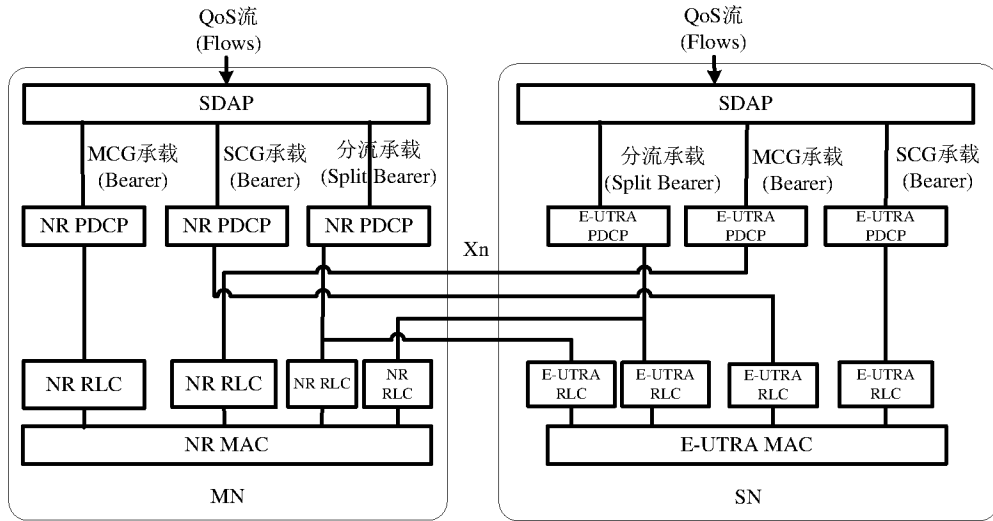 QoS流
(Flows)
QoS流
(Flows)
SDAP
SDAP
MCG承载
(Bearer)
SCG承载
(Bearer)
分流承载
(Split Bearer)
分流承载
(Split Bearer)
MCG承载
(Bearer)
SCG承载
(Bearer)
NR PDCP
NR PDCP
NR PDCP
E-UTRA
PDCP
E-UTRA
PDCP
E-UTRA
PDCP
Xn
NR RLC
NR RLC
NR RLC
NR
RLC
E-UTRA
RLC
E-UTRA
RLC
E-UTRA
RLC
E-UTRA
RLC
NR MAC
E-UTRA MAC
MN
SN